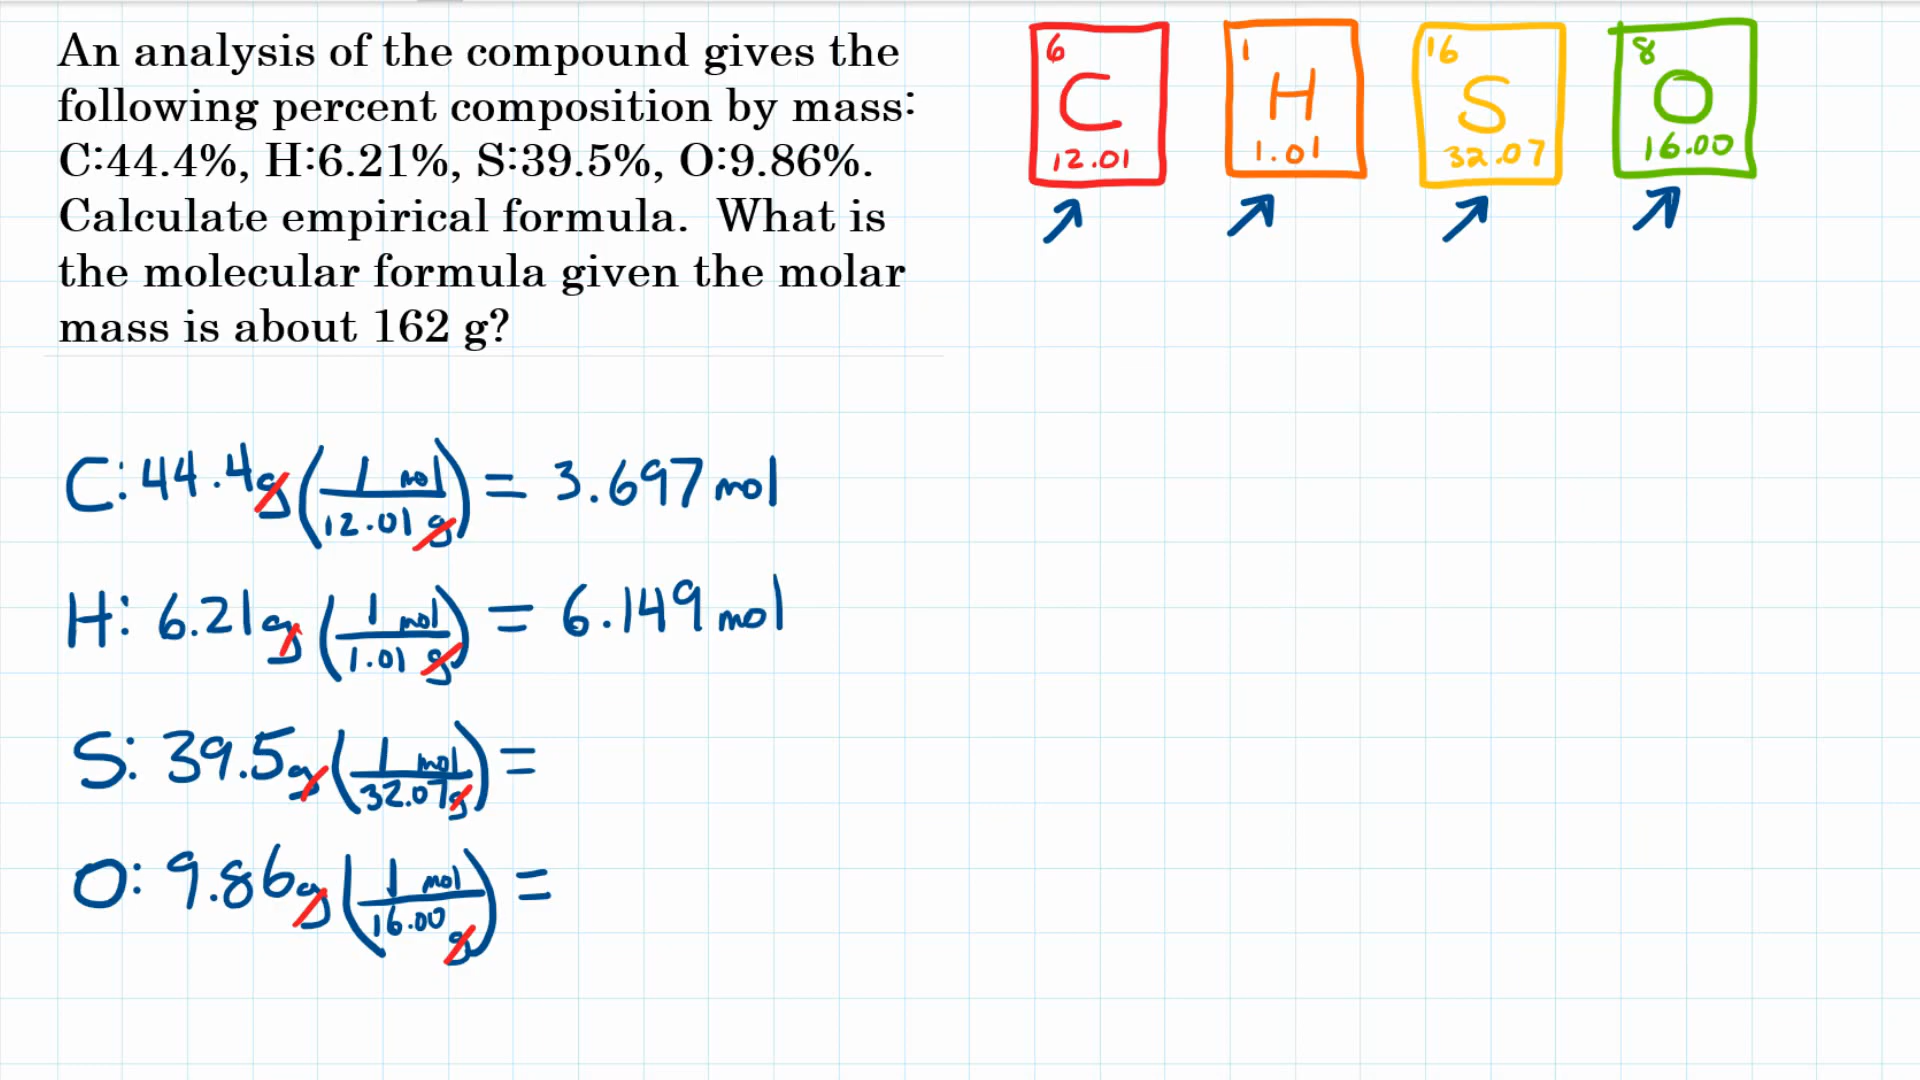 An analysis of the compound gives the
following percent composition by mass:
C:44.4%, H:6.21%, S:39.5%, O:9.86%.
Calculate empirical formula. What is
the molecular formula given the molar
mass is about 162 g?
6
C
12.01
1
H
1.01
16
S
32.07
8
O
16.00
C: 44.4g (1 mol / 12.01 g) = 3.697 mol
H: 6.21g (1 mol / 1.01 g) = 6.149 mol
S: 39.5g (1 mol / 32.07g) =
O: 9.86g (1 mol / 16.00 g) =